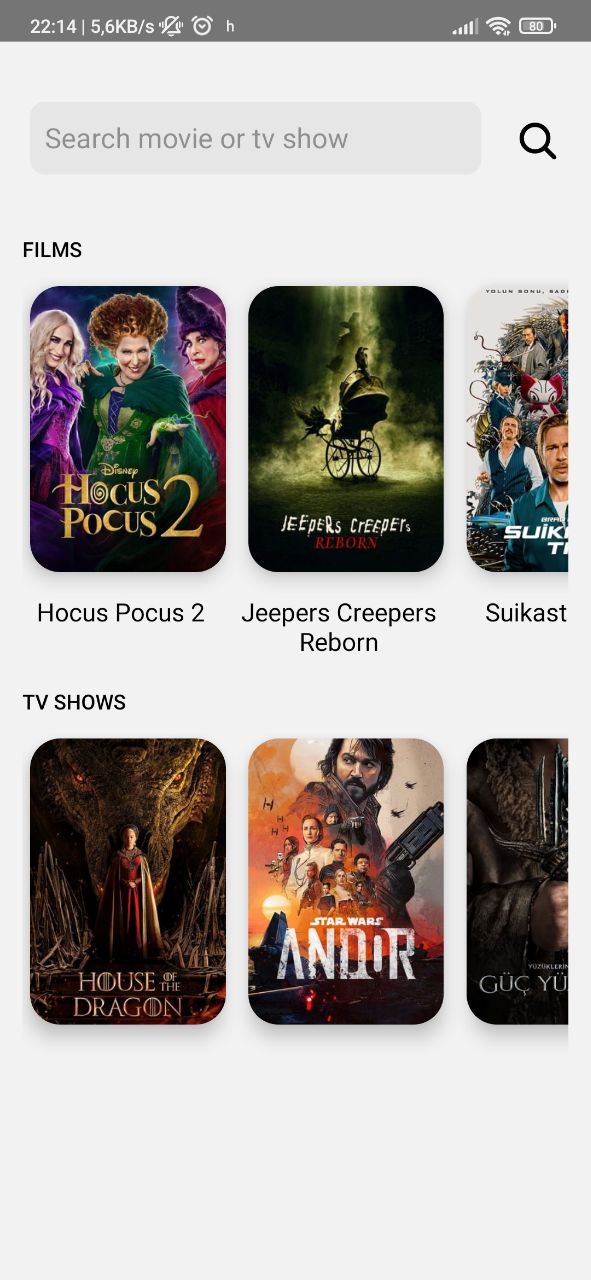 22:14 | 5,6KB/s h 80
Search movie or tv show
FILMS
Disney
HOCUS
POCUS 2
JEEPERS CREEPERS
REBORN
YOLUN SONU,
BRAD
SUIK
Hocus Pocus 2
Jeepers Creepers
Reborn
Suikast
TV SHOWS
HOUSE OF THE
DRAGON
STAR WARS
ANDOR
YÜZÜKLERİN
GÜÇ YÜ